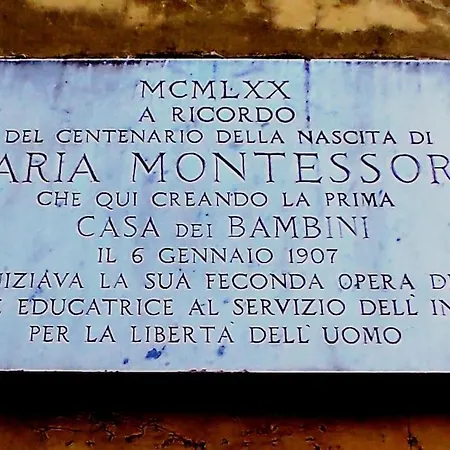 MCMLXX
A RICORDO
DEL CENTENARIO DELLA NASCITA DI
ARIA MONTESSOR
CHE QUI CREANDO LA PRIMA
CASA DEI BAMBINI
IL 6 GENNAIO 1907
NIZIAVA LA SUA FECONDA OPERA D
E EDUCATRICE AL SERVIZIO DELL'IN
PER LA LIBERTÀ DELL'UOMO